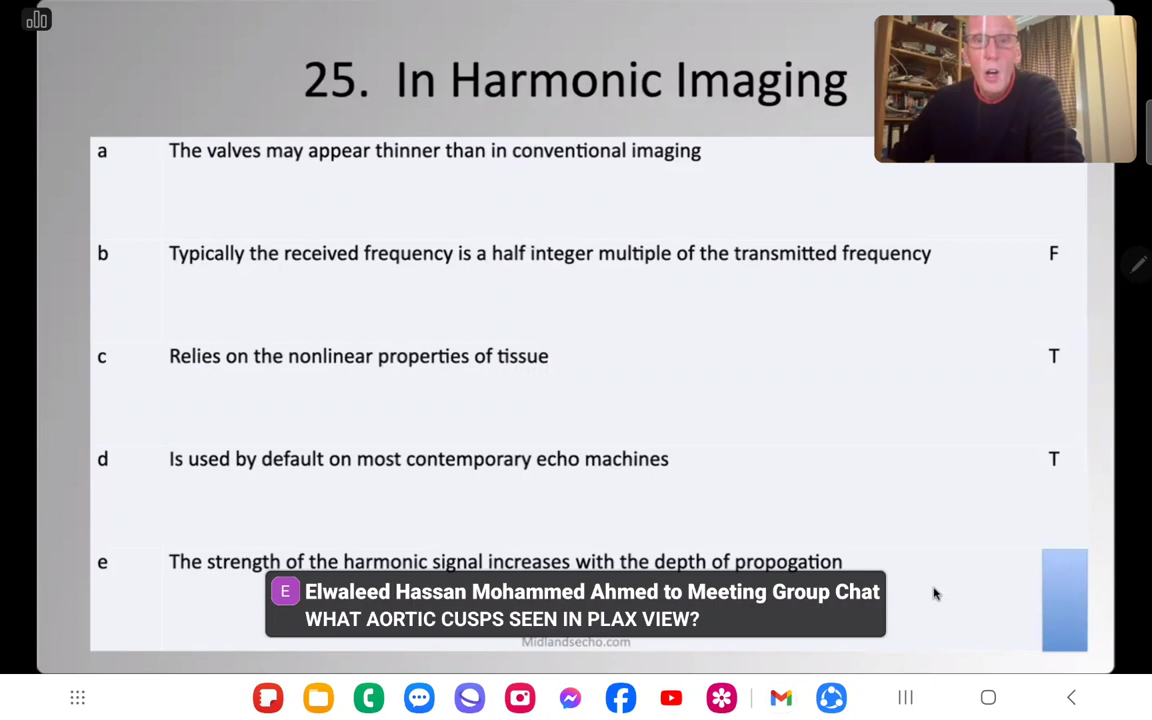 25. In Harmonic Imaging
a The valves may appear thinner than in conventional imaging
b Typically the received frequency is a half integer multiple of the transmitted frequency F
c Relies on the nonlinear properties of tissue T
d Is used by default on most contemporary echo machines T
e The strength of the harmonic signal increases with the depth of propogation
E Elwaleed Hassan Mohammed Ahmed to Meeting Group Chat
WHAT AORTIC CUSPS SEEN IN PLAX VIEW?
Midlandsecho.com